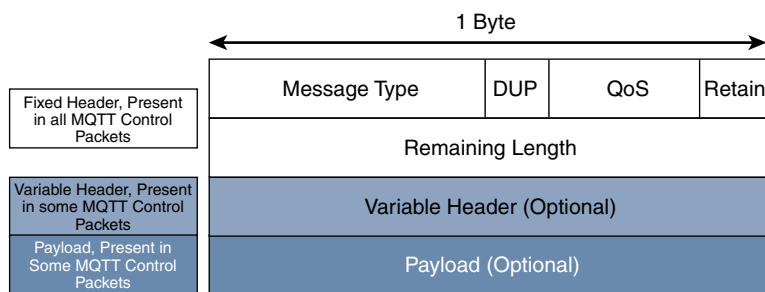 1 Byte
Message Type
DUP
QoS
Retain
Fixed Header, Present
in all MQTT Control
Packets
Remaining Length
Variable Header, Present
in some MQTT Control
Packets
Variable Header (Optional)
Payload, Present in
Some MQTT Control
Packets
Payload (Optional)